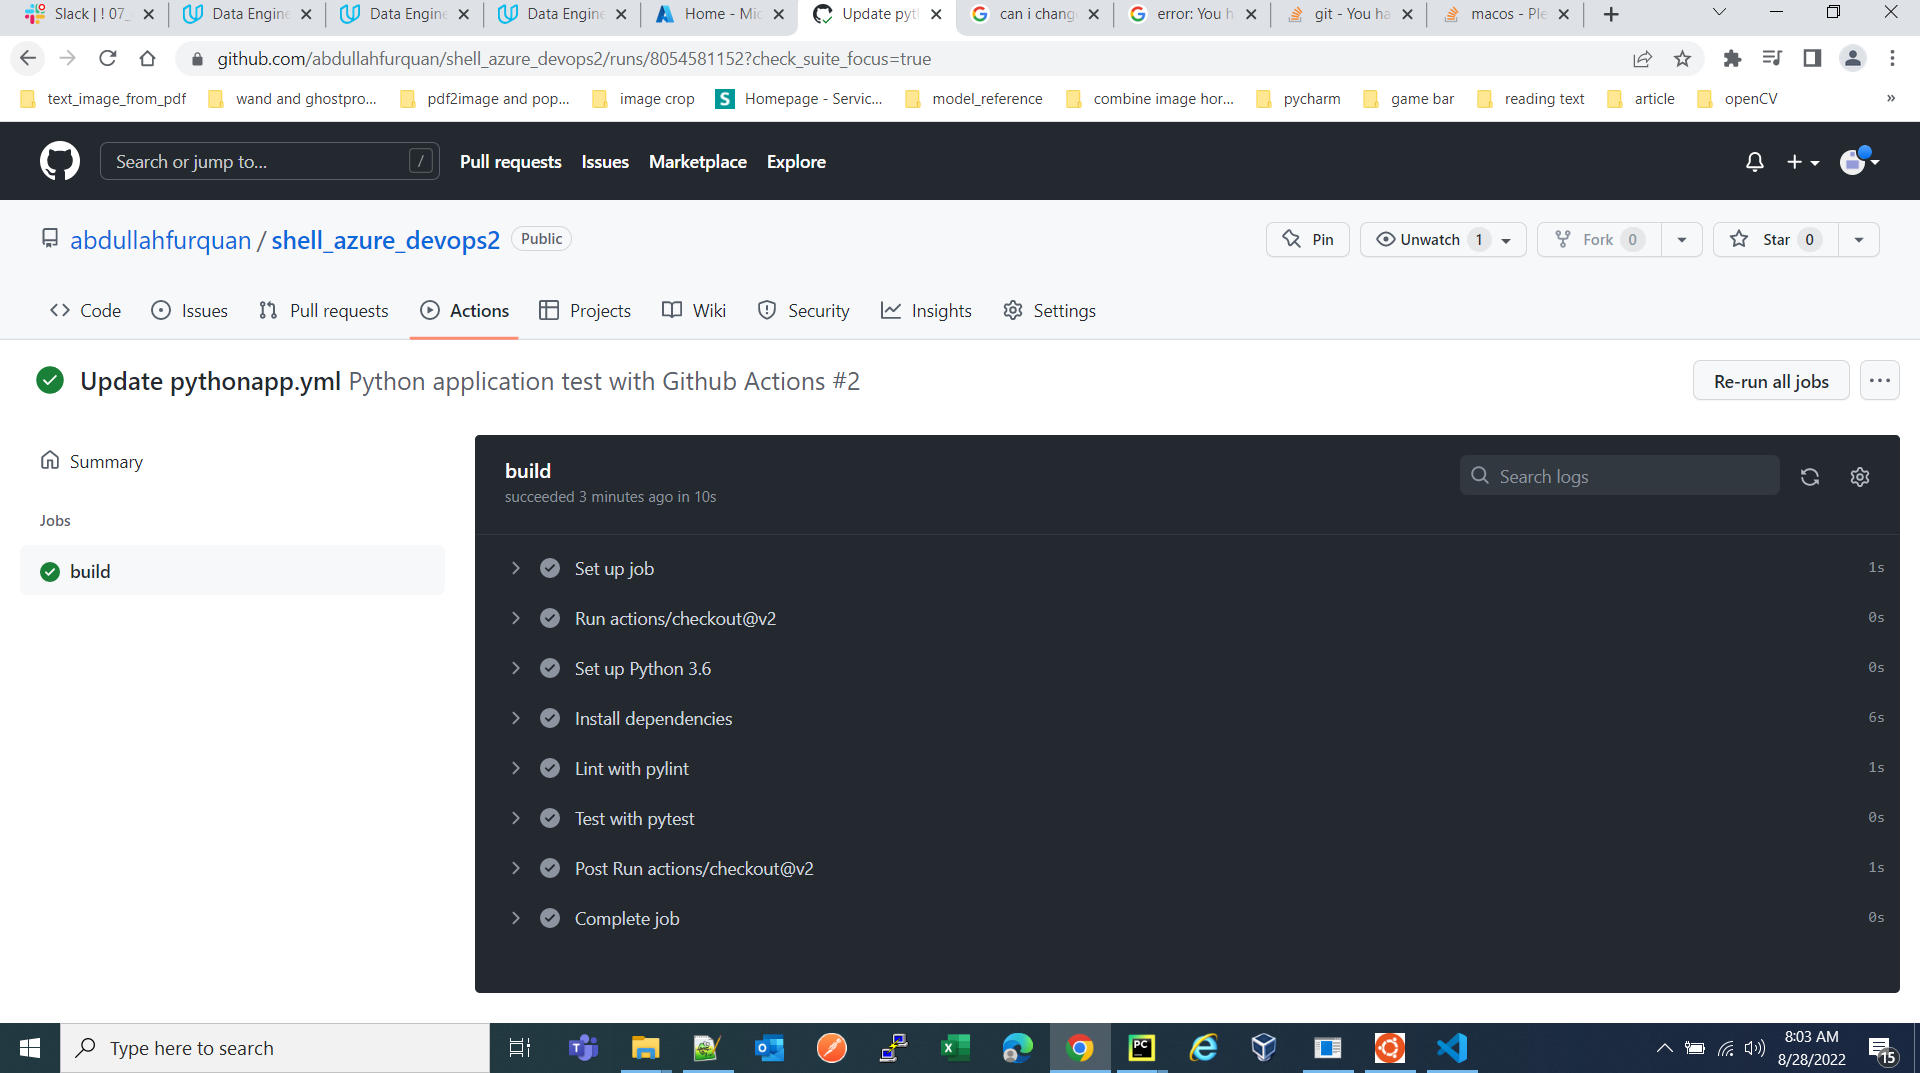 Slack | ! 07_
Data Engine
Data Engine
Data Engine
Home - Mic
Update pyth
can i chang
error: You h
git - You ha
macos - Ple
github.com/abdullahfurquan/shell_azure_devops2/runs/8054581152?check_suite_focus=true
text_image_from_pdf
wand and ghostpro...
pdf2image and pop...
image crop
S
Homepage - Servic...
model_reference
combine image hor...
pycharm
game bar
reading text
article
openCV
»
Search or jump to...
/
Pull requests
Issues
Marketplace
Explore
abdullahfurquan / shell_azure_devops2
Public
Pin
Unwatch 1
Fork 0
Star 0
Code
Issues
Pull requests
Actions
Projects
Wiki
Security
Insights
Settings
Update pythonapp.yml Python application test with Github Actions #2
Re-run all jobs
Summary
Jobs
build
build
succeeded 3 minutes ago in 10s
Search logs
Set up job 1s
Run actions/checkout@v2 0s
Set up Python 3.6 0s
Install dependencies 6s
Lint with pylint 1s
Test with pytest 0s
Post Run actions/checkout@v2 1s
Complete job 0s
Type here to search
PC
8:03 AM
8/28/2022
15